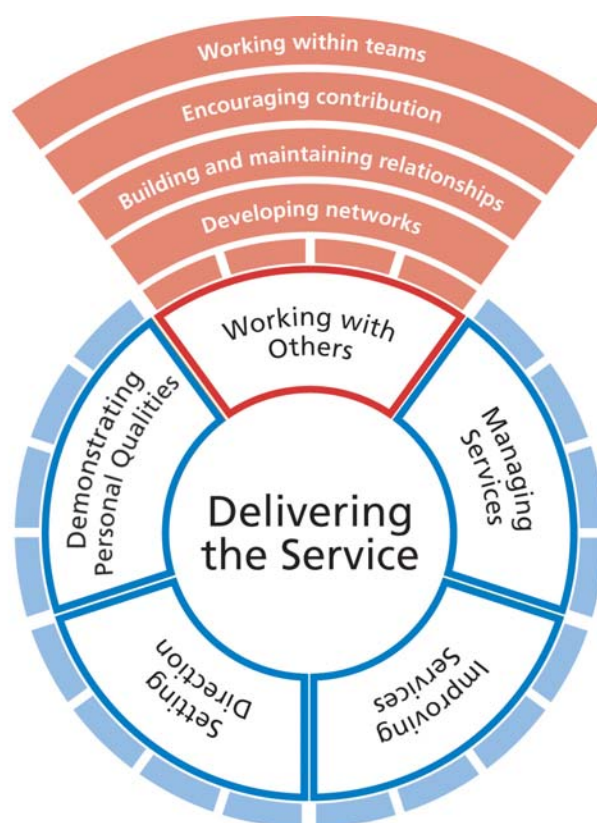 Working within teams
Encouraging contribution
Building and maintaining relationships
Developing networks
Working with
Others
Demonstrating
Personal Qualities
Managing
Services
Delivering
the Service
Setting
Direction
Improving
Services